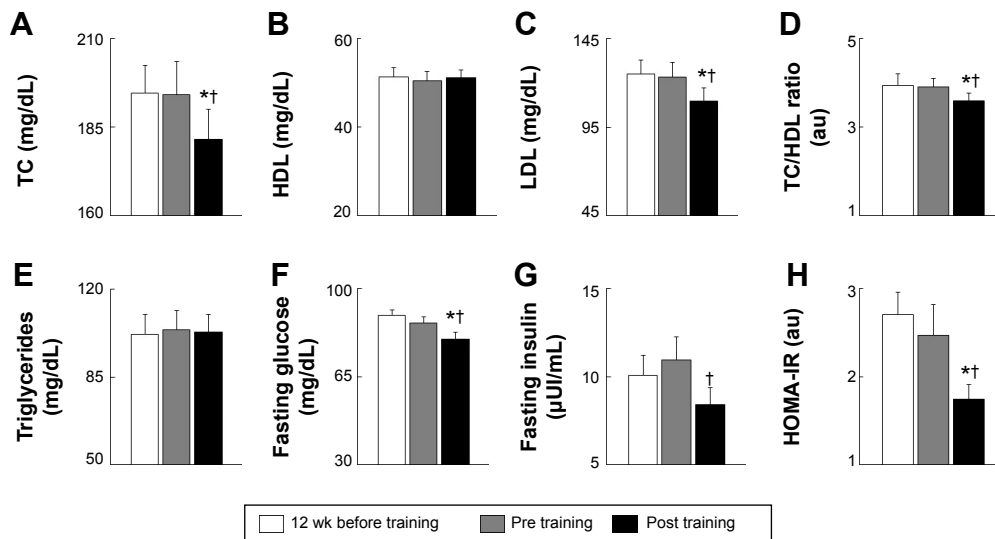 A
TC (mg/dL)
210
185
160
*†
B
HDL (mg/dL)
60
40
20
C
LDL (mg/dL)
145
95
45
*†
D
TC/HDL ratio
(au)
5
3
1
*†
E
Triglycerides
(mg/dL)
120
85
50
F
Fasting glucose
(mg/dL)
100
65
30
*†
G
Fasting insulin
(µUI/mL)
15
10
5
†
H
HOMA-IR (au)
3
2
1
*†
12 wk before training
Pre training
Post training